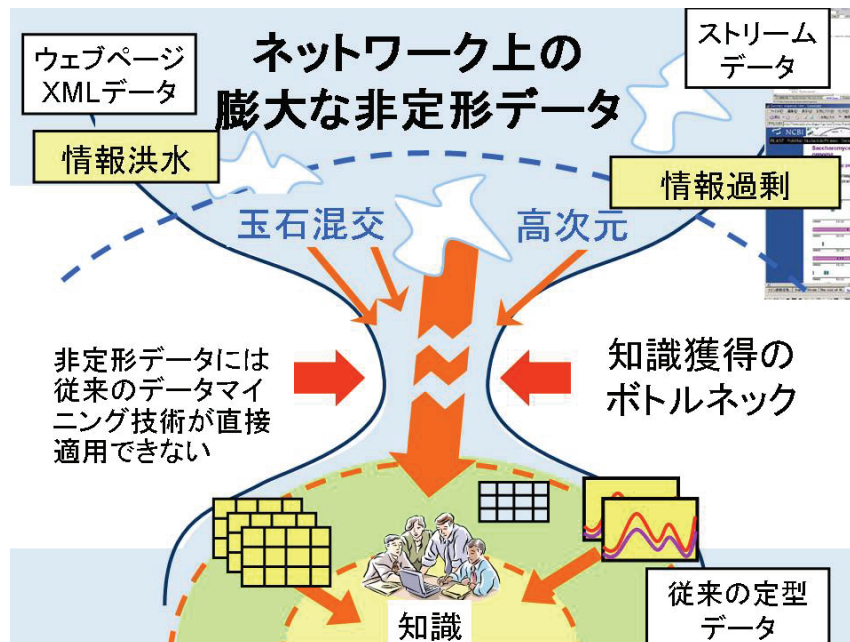 ウェブページ
XMLデータ
ネットワーク上の
膨大な非定形データ
ストリーム
データ
情報洪水
NCBI
情報過剰
玉石混交
高次元
非定形データには
従来のデータマイ
ニング技術が直接
適用できない
知識獲得の
ボトルネック
従来の定型
データ
知識